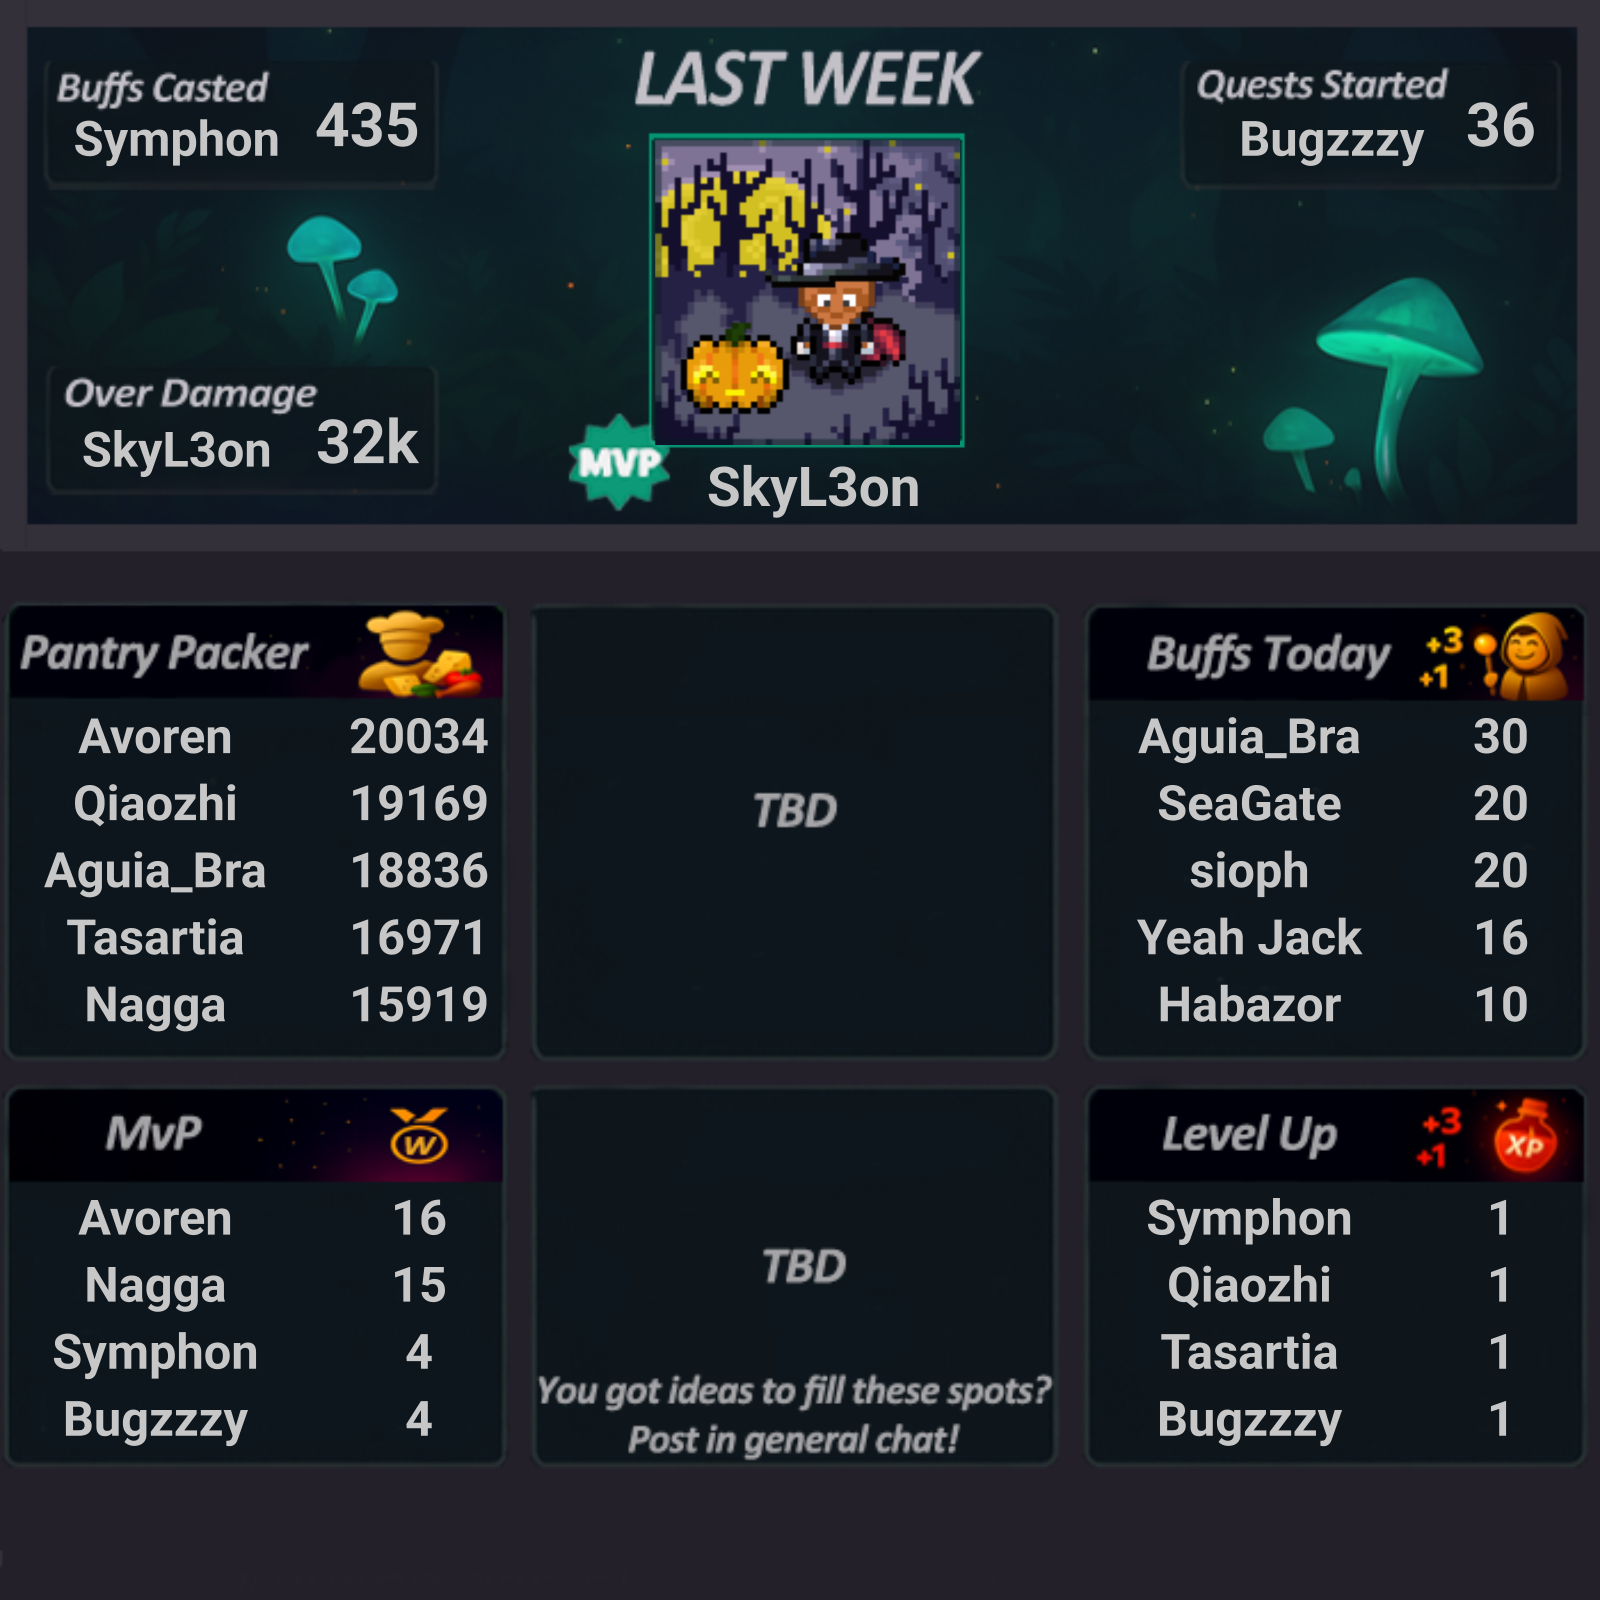 LAST WEEK
Buffs Casted
Symphon 435
Quests Started
Bugzzzy 36
Over Damage
SkyL3on 32k
MVP
SkyL3on
Pantry Packer
Avoren 20034
Qiaozhi 19169
Aguia_Bra 18836
Tasartia 16971
Nagga 15919
TBD
Buffs Today +3 +1
Aguia_Bra 30
SeaGate 20
sioph 20
Yeah Jack 16
Habazor 10
MvP W
Avoren 16
Nagga 15
Symphon 4
Bugzzzy 4
TBD
You got ideas to fill these spots?
Post in general chat!
Level Up +3 +1 XP
Symphon 1
Qiaozhi 1
Tasartia 1
Bugzzzy 1